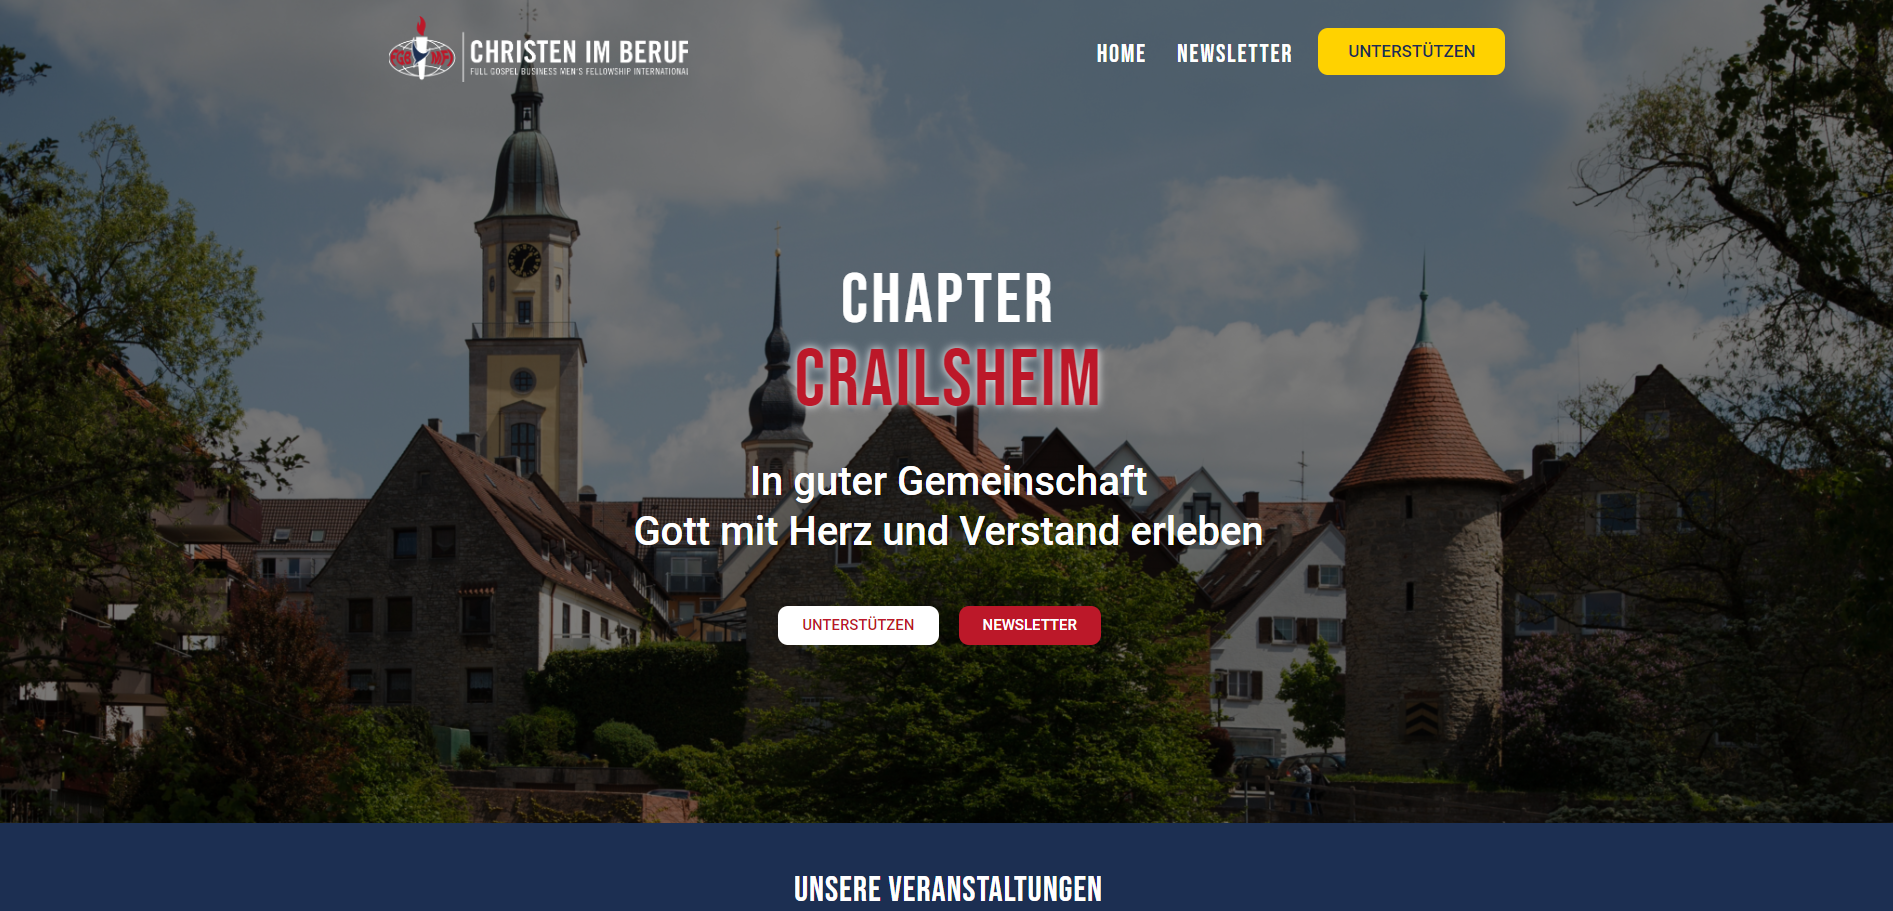 FGB MFI
CHRISTEN IM BERUF
FULL GOSPEL BUSINESS MEN'S FELLOWSHIP INTERNATIONAL
HOME
NEWSLETTER
UNTERSTÜTZEN
CHAPTER
CRAILSHEIM
In guter Gemeinschaft
Gott mit Herz und Verstand erleben
UNTERSTÜTZEN
NEWSLETTER
UNSERE VERANSTALTUNGEN